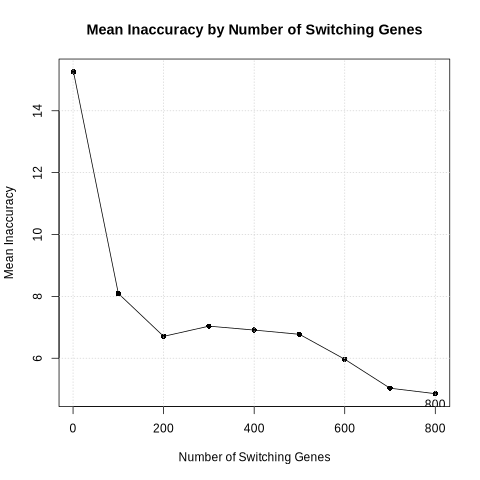 Mean Inaccuracy by Number of Switching Genes
14
12
10
8
6
Mean Inaccuracy
800
0 200 400 600 800
Number of Switching Genes